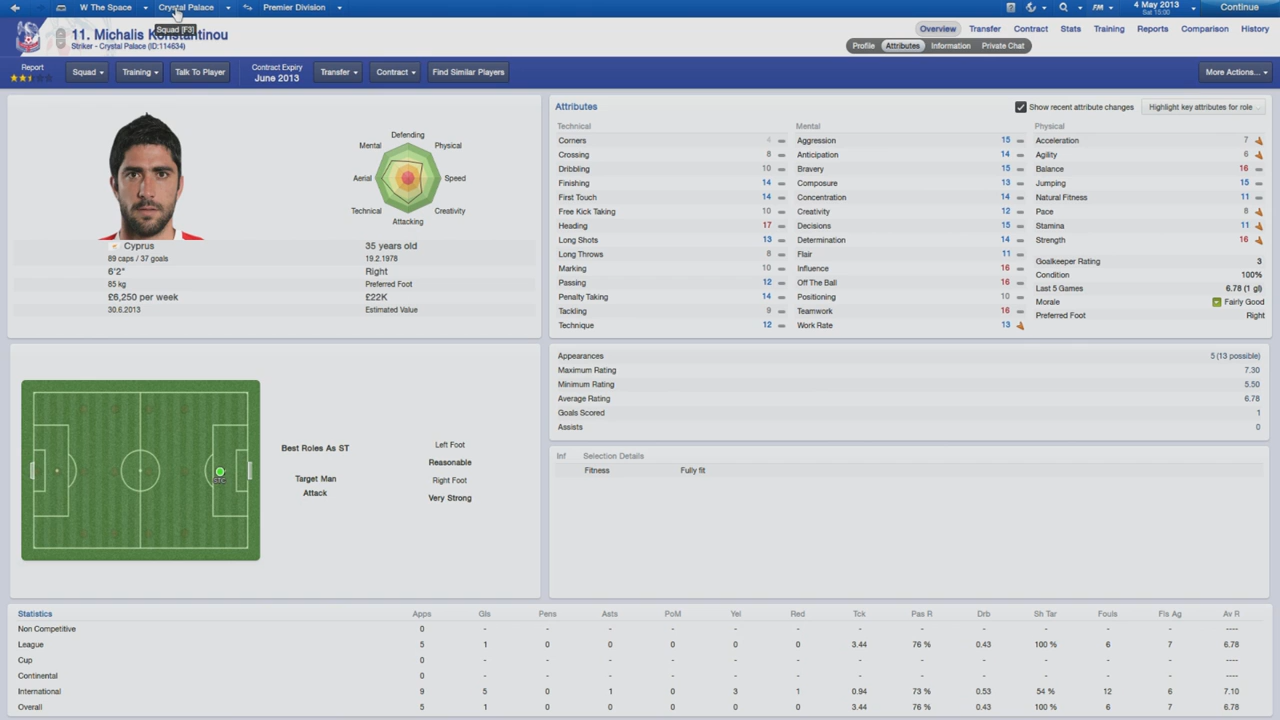 W The Space Crystal Palace Premier Division FM 4 May 2013 Sat 15:00 Continue
Squad [F3]
11. Michalis Konstantinou
Striker - Crystal Palace (ID:114634)
Overview Transfer Contract Stats Training Reports Comparison History
Profile Attributes Information Private Chat
Report Squad Training Talk To Player Contract Expiry June 2013 Transfer Contract Find Similar Players More Actions...
Defending
Mental Physical
Aerial Speed
Technical Creativity
Attacking
Cyprus 35 years old
89 caps / 37 goals 19.2.1978
6'2" Right
85 kg Preferred Foot
£6,250 per week £22K
30.6.2013 Estimated Value
Attributes Show recent attribute changes Highlight key attributes for role
Technical Mental Physical
Corners 4 Aggression 15 Acceleration 7
Crossing 8 Anticipation 14 Agility 6
Dribbling 10 Bravery 15 Balance 16
Finishing 14 Composure 13 Jumping 15
First Touch 14 Concentration 14 Natural Fitness 11
Free Kick Taking 10 Creativity 12 Pace 8
Heading 17 Decisions 15 Stamina 11
Long Shots 13 Determination 14 Strength 16
Long Throws 8 Flair 11 Goalkeeper Rating 3
Marking 10 Influence 16 Condition 100%
Passing 12 Off The Ball 16 Last 5 Games 6.78 (1 gl)
Penalty Taking 14 Positioning 10 Morale Fairly Good
Tackling 9 Teamwork 16 Preferred Foot Right
Technique 12 Work Rate 13
STC
Best Roles As ST
Target Man
Attack
Left Foot
Reasonable
Right Foot
Very Strong
Appearances 5 (13 possible)
Maximum Rating 7.30
Minimum Rating 5.50
Average Rating 6.78
Goals Scored 1
Assists 0
Inf Selection Details
Fitness Fully fit
Statistics Apps Gls Pens Asts PoM Yel Red Tck Pas R Drb Sh Tar Fouls Fls Ag Av R
Non Competitive 0 - - - - - - - - - - - - ----
League 5 1 0 0 0 0 0 3.44 76 % 0.43 100 % 6 7 6.78
Cup 0 - - - - - - - - - - - - ----
Continental 0 - - - - - - - - - - - - ----
International 9 5 0 1 0 3 1 0.94 73 % 0.53 54 % 12 6 7.10
Overall 5 1 0 0 0 0 0 3.44 76 % 0.43 100 % 6 7 6.78